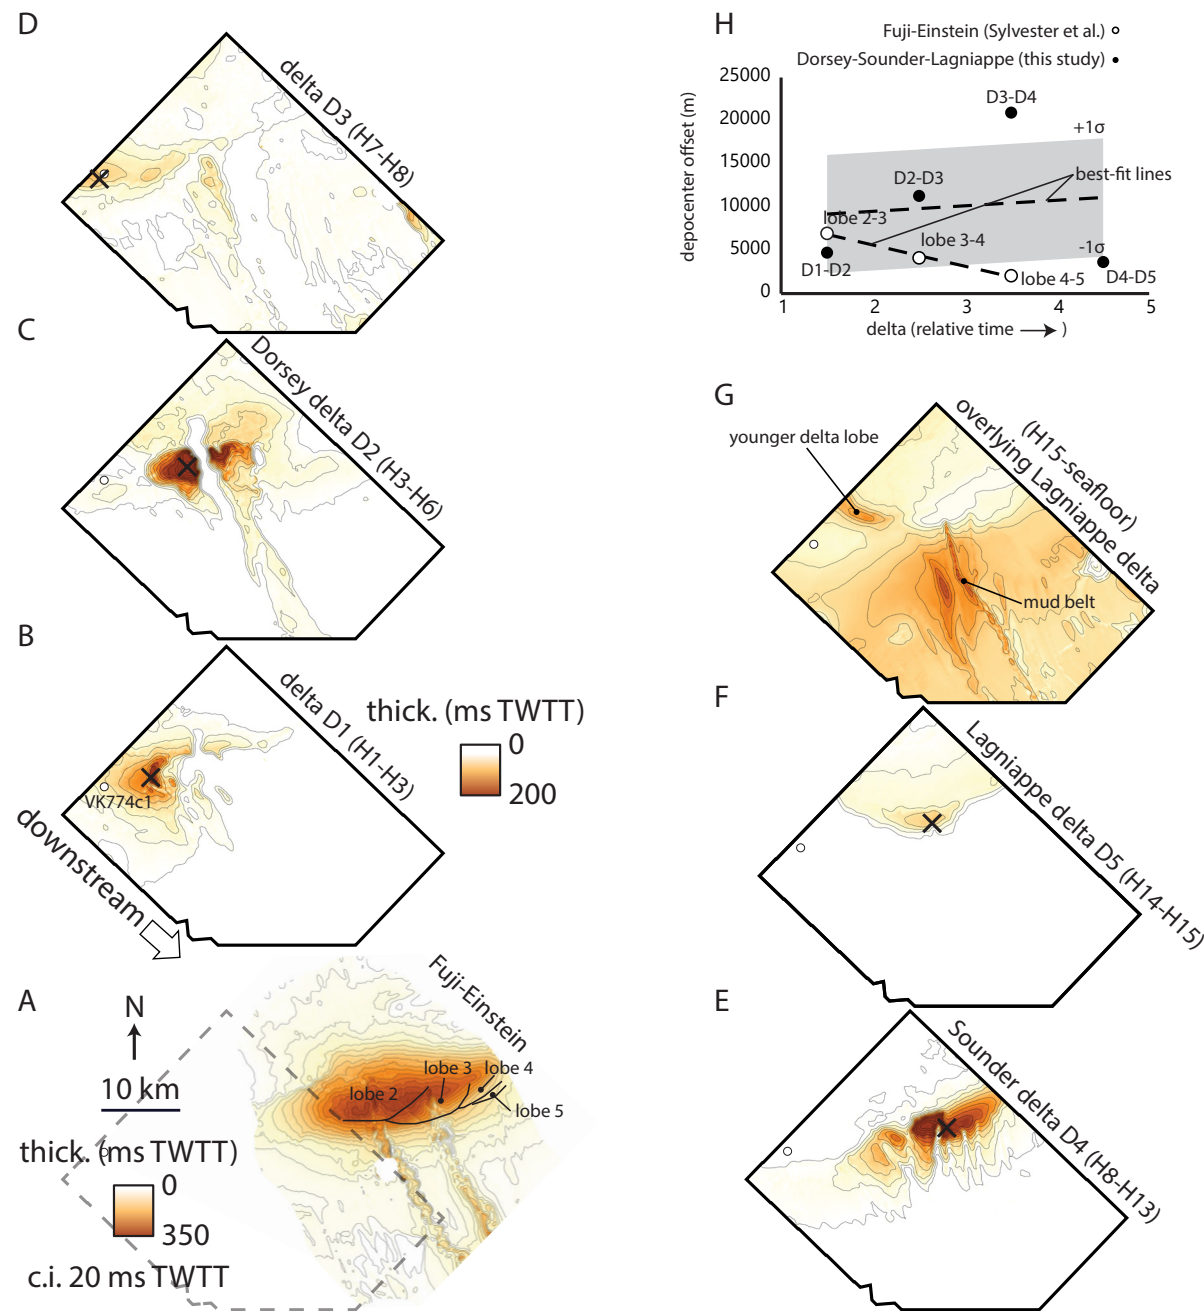 D
delta D3 (H7-H8)
C
Dorsey delta D2 (H3-H6)
B
delta D1 (H1-H3)
thick. (ms TWTT)
0
200
VK774c1
downstream
A
N
10 km
Fuji-Einstein
lobe 2
lobe 3
lobe 4
lobe 5
thick. (ms TWTT)
0
350
c.i. 20 ms TWTT
H
Fuji-Einstein (Sylvester et al.)
Dorsey-Sounder-Lagniappe (this study)
depocenter offset (m)
25000
20000
15000
10000
5000
0
1
2
3
4
5
delta (relative time → )
D3-D4
+1σ
D2-D3
best-fit lines
lobe 2-3
lobe 3-4
-1σ
D1-D2
lobe 4-5
D4-D5
G
younger delta lobe
(H15-seafloor)
overlying Lagniappe delta
mud belt
F
Lagniappe delta D5 (H14-H15)
E
Sounder delta D4 (H8-H13)